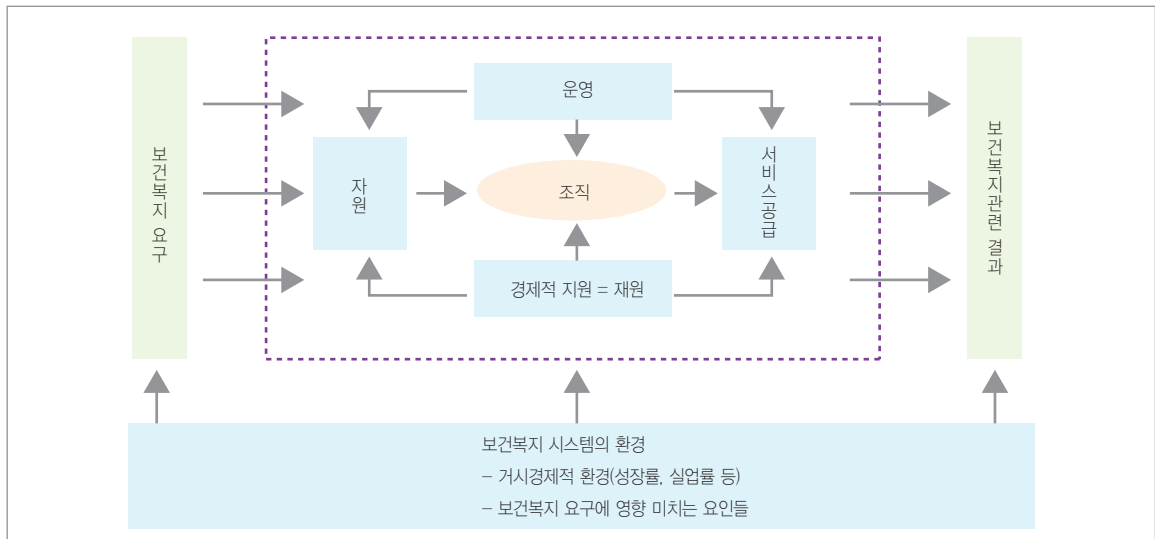 보건복지 요구
운영
자원
조직
서비스공급
경제적 지원 = 재원
보건복지관련 결과
보건복지 시스템의 환경
– 거시경제적 환경(성장률, 실업률 등)
– 보건복지 요구에 영향 미치는 요인들